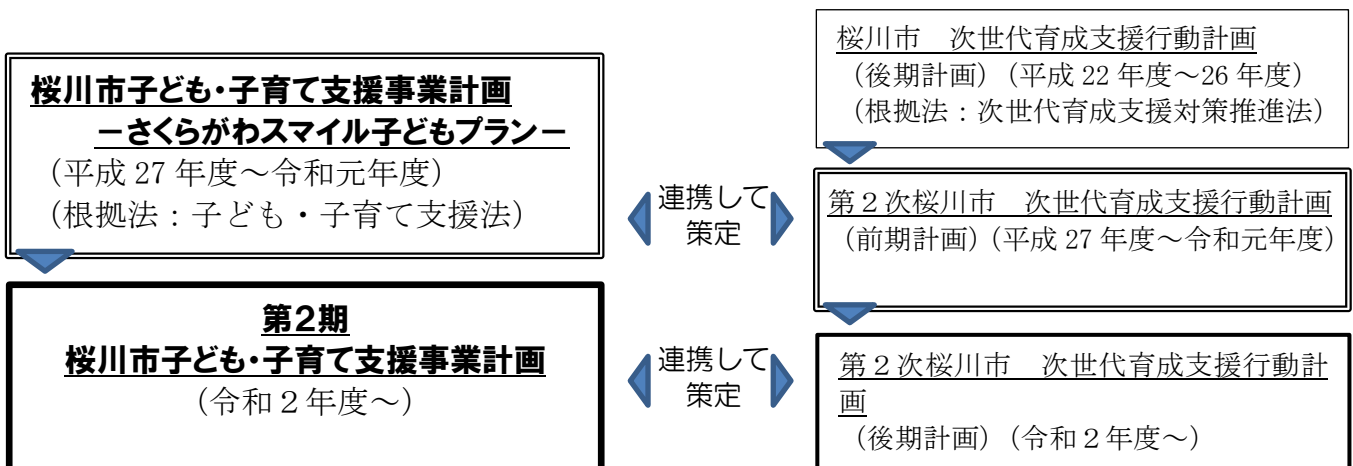 桜川市　次世代育成支援行動計画
（後期計画）（平成 22 年度～26 年度）
（根拠法：次世代育成支援対策推進法）
桜川市子ども・子育て支援事業計画
－さくらがわスマイル子どもプラン－
（平成 27 年度～令和元年度）
（根拠法：子ども・子育て支援法）
連携して
策定
第２次桜川市　次世代育成支援行動計画
（前期計画）（平成 27 年度～令和元年度）
第２期
桜川市子ども・子育て支援事業計画
（令和２年度～）
連携して
策定
第２次桜川市　次世代育成支援行動計
画
（後期計画）（令和２年度～）